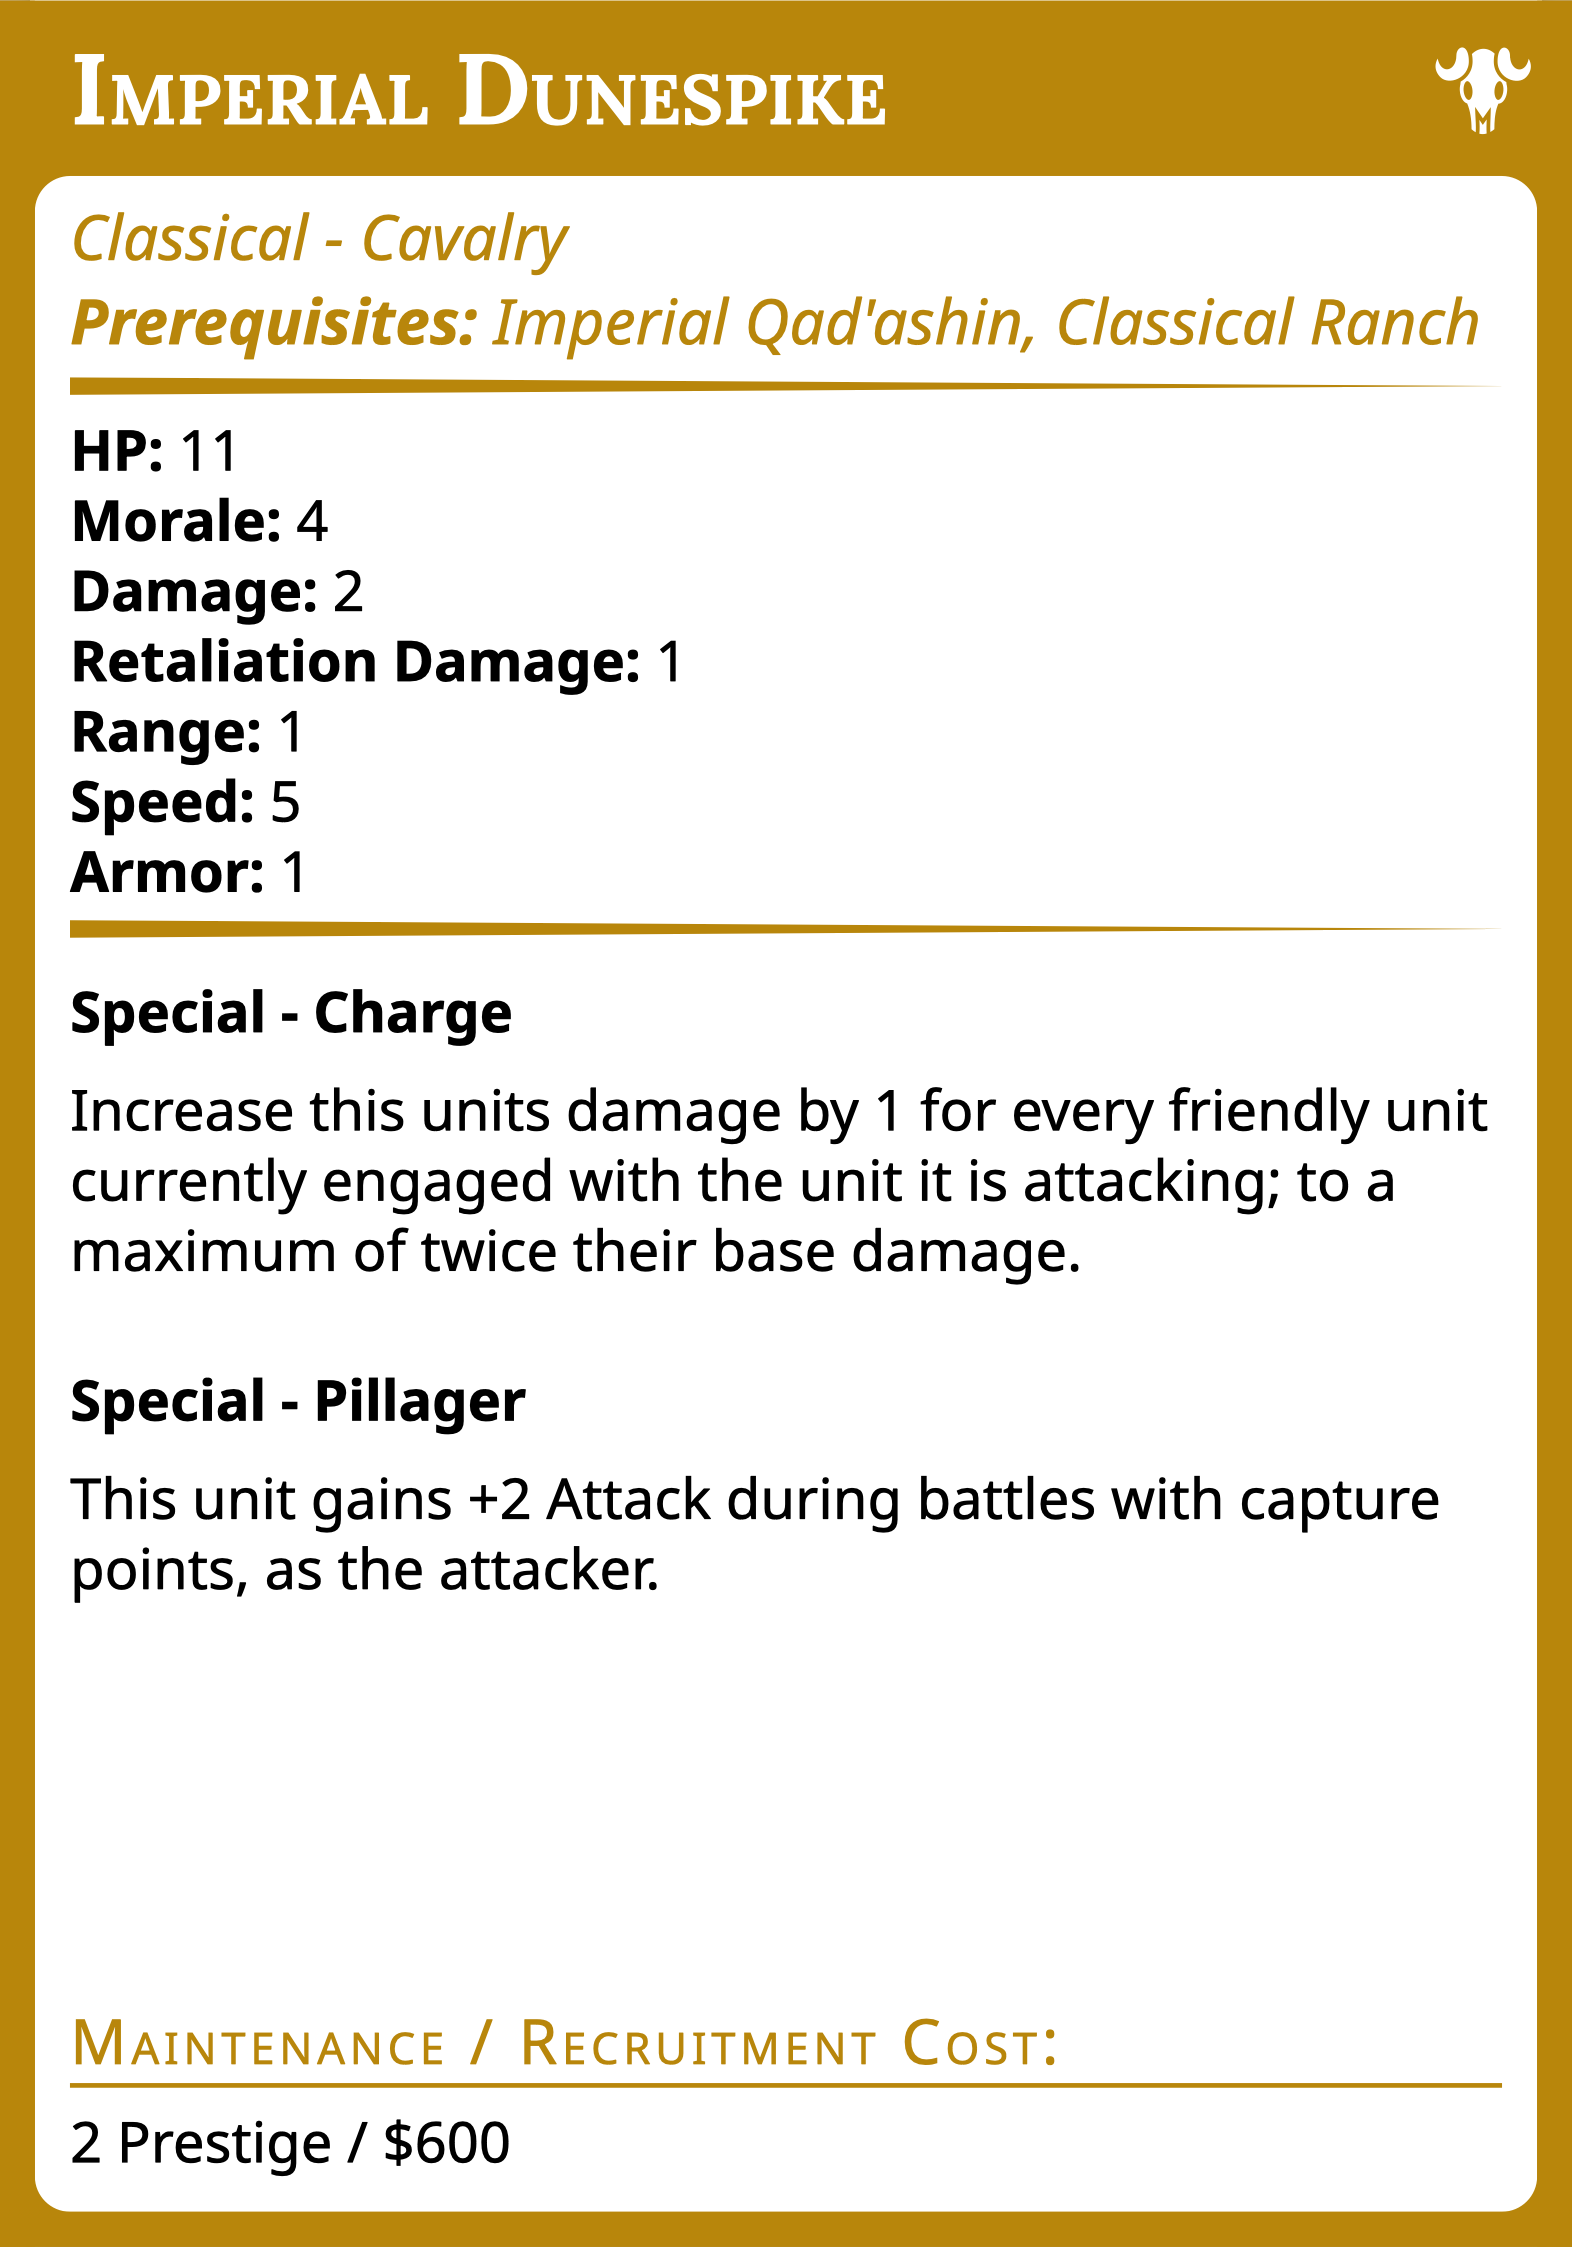 Imperial Dunespike
Classical - Cavalry
Prerequisites: Imperial Qad'ashin, Classical Ranch
HP: 11
Morale: 4
Damage: 2
Retaliation Damage: 1
Range: 1
Speed: 5
Armor: 1
Special - Charge
Increase this units damage by 1 for every friendly unit
currently engaged with the unit it is attacking; to a
maximum of twice their base damage.
Special - Pillager
This unit gains +2 Attack during battles with capture
points, as the attacker.
Maintenance / Recruitment Cost:
2 Prestige / $600